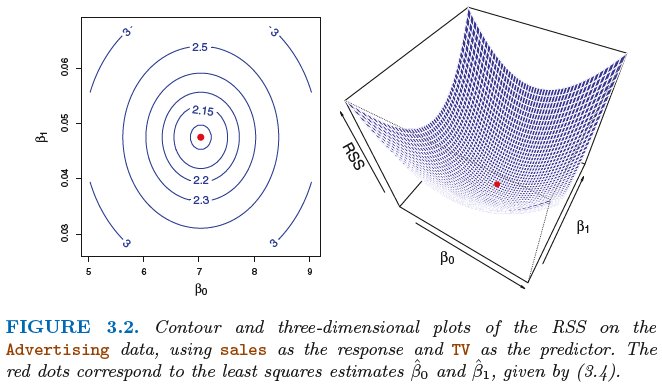 3
3
2.5
2.15
2.2
2.3
3
3
0.06
0.05
0.04
0.03
β1
5 6 7 8 9
β0
RSS
β1
β0
FIGURE 3.2. Contour and three-dimensional plots of the RSS on the
Advertising data, using sales as the response and TV as the predictor. The
red dots correspond to the least squares estimates β̂0 and β̂1, given by (3.4).